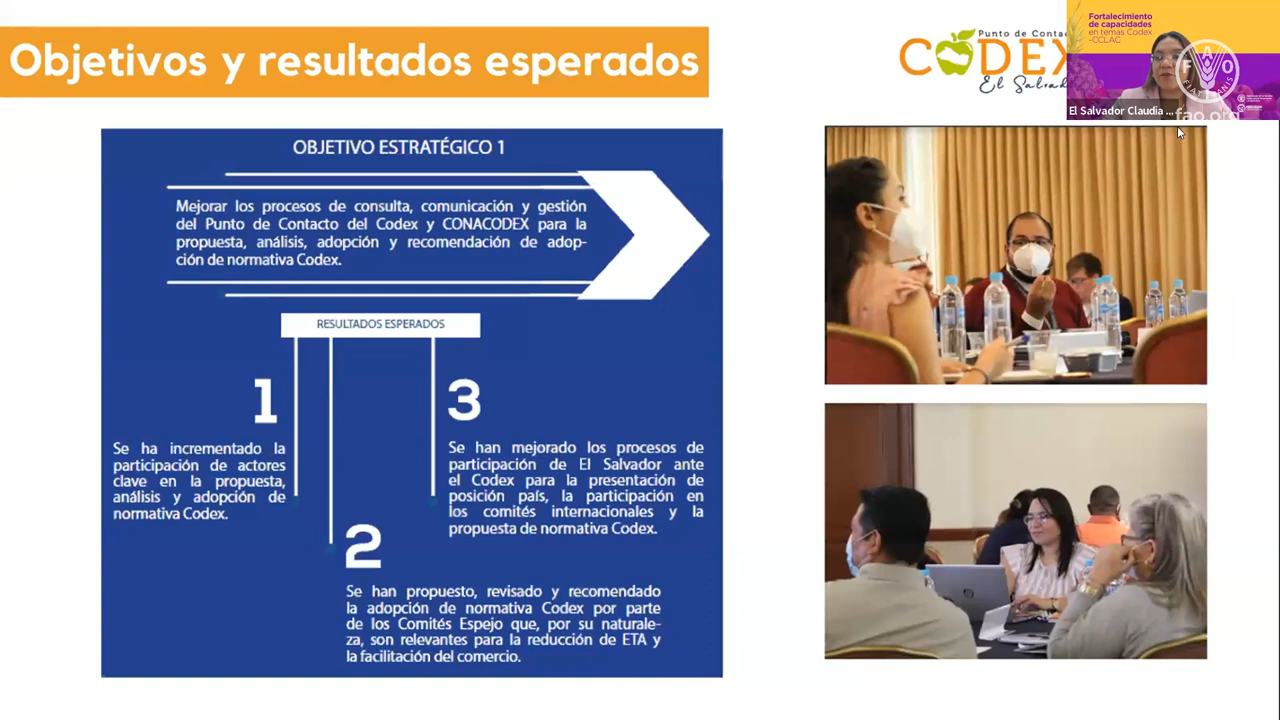 Objetivos y resultados esperados
Punto de Contac
CODEX
El Salvad
Fortalecimiento
de capacidades
en temas Codex
-CCLAC
FAO
FIAT PANIS
El Salvador Claudia ...
fao.org
OBJETIVO ESTRATÉGICO 1
Mejorar los procesos de consulta, comunicación y gestión
del Punto de Contacto del Codex y CONACODEX para la
propuesta, análisis, adopción y recomendación de adop-
ción de normativa Codex.
RESULTADOS ESPERADOS
1
Se ha incrementado la
participación de actores
clave en la propuesta,
análisis y adopción de
normativa Codex.
2
Se han propuesto, revisado y recomendado
la adopción de normativa Codex por parte
de los Comités Espejo que, por su naturale-
za, son relevantes para la reducción de ETA y
la facilitación del comercio.
3
Se han mejorado los procesos de
participación de El Salvador ante
el Codex para la presentación de
posición país, la participación en
los comités internacionales y la
propuesta de normativa Codex.